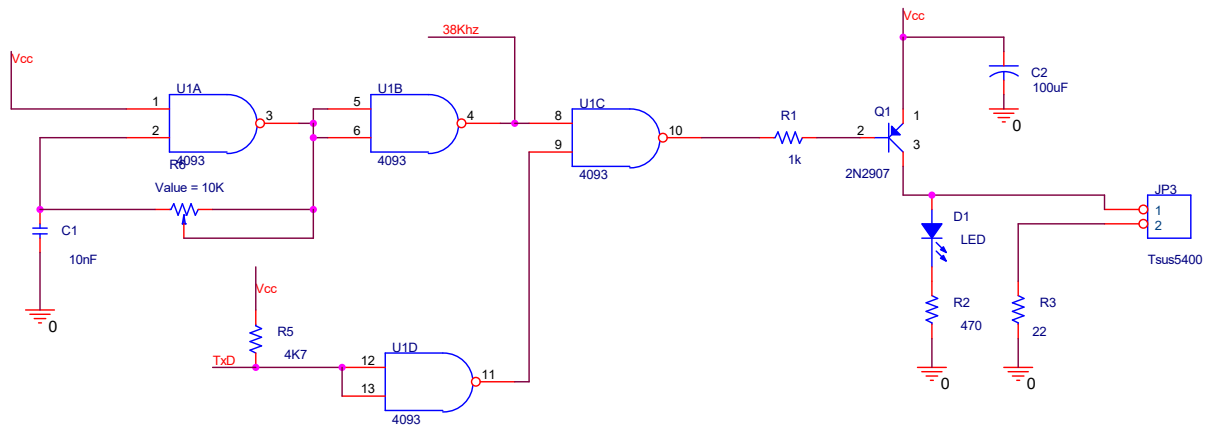 Vcc
38Khz
Vcc
U1A
1
2
3
4093
U1B
5
6
4
4093
U1C
8
9
10
4093
R1
1k
Q1
1
2
3
2N2907
C2
100uF
0
R6
Value = 10K
C1
10nF
0
JP3
1
2
Tsus5400
D1
LED
R2
470
0
R3
22
0
Vcc
R5
4K7
TxD
U1D
12
13
11
4093